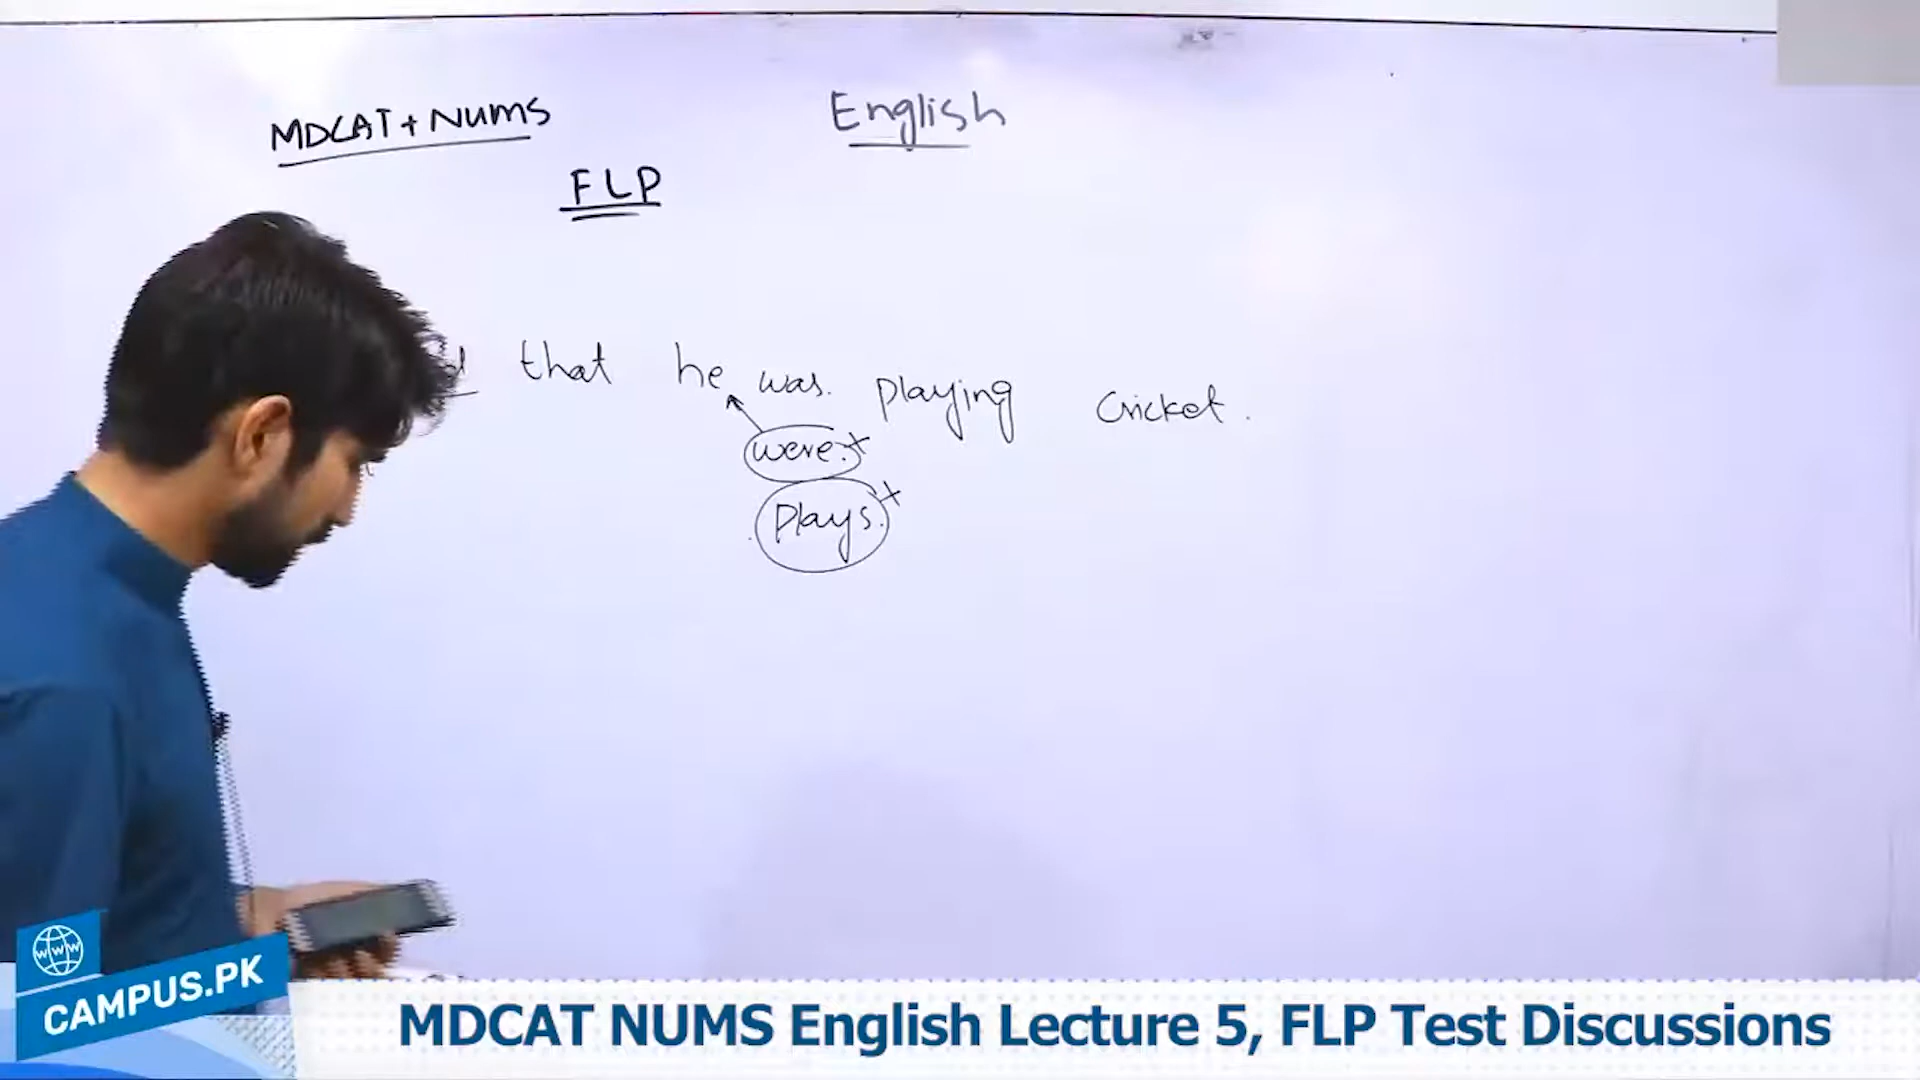 MDCAT + NUMS
English
FLP
that he was. playing Cricket.
were. x
plays. x
www
CAMPUS.PK
MDCAT NUMS English Lecture 5, FLP Test Discussions